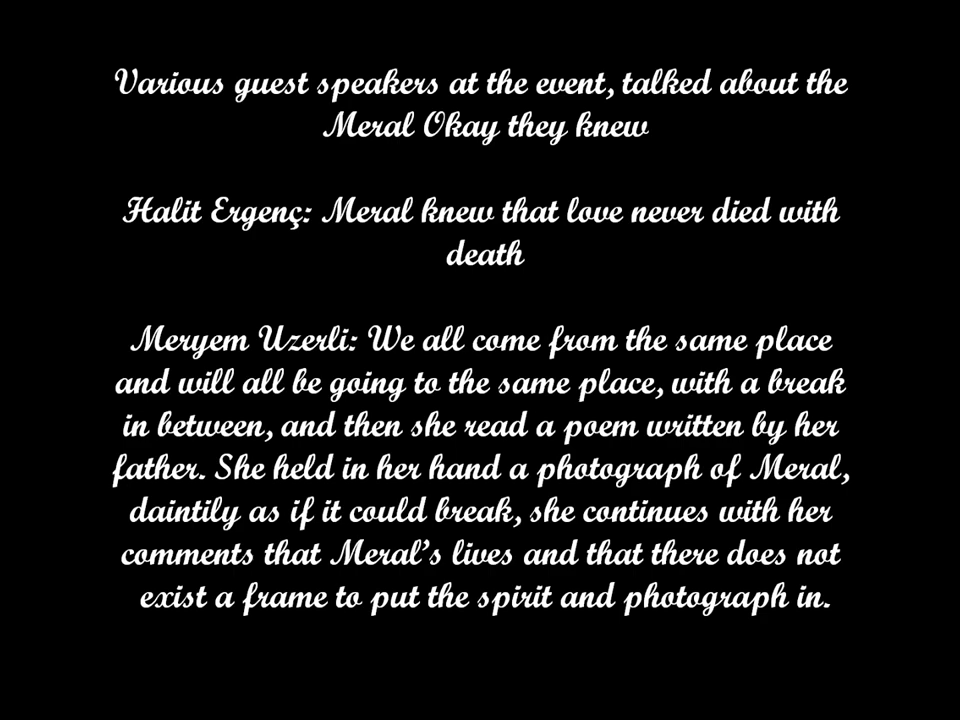 Various guest speakers at the event, talked about the
Meral Okay they knew
Halit Ergenç: Meral knew that love never died with
death
Meryem Uzerli: We all come from the same place
and will all be going to the same place, with a break
in between, and then she read a poem written by her
father. She held in her hand a photograph of Meral,
daintily as if it could break, she continues with her
comments that Meral's lives and that there does not
exist a frame to put the spirit and photograph in.